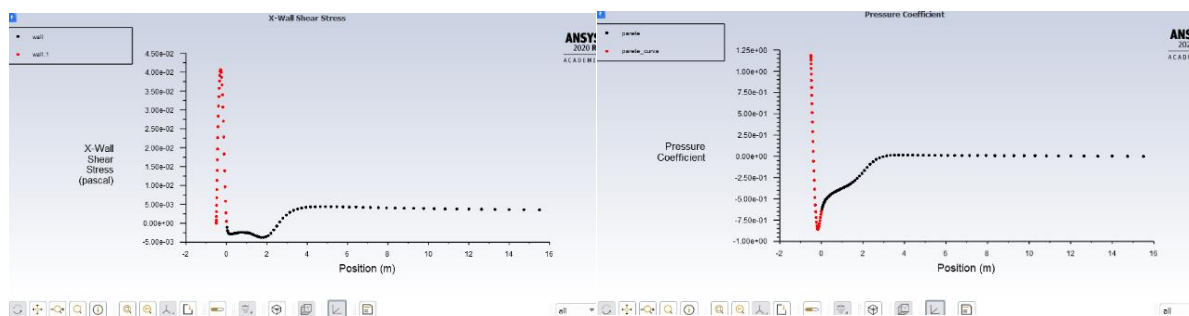 X-Wall Shear Stress
wall
wall:1
ANSYS
2020 R
ACADEMIC
4.50e-02
4.00e-02
3.50e-02
3.00e-02
2.50e-02
2.00e-02
1.50e-02
1.00e-02
5.00e-03
0.00e+00
-5.00e-03
X-Wall
Shear
Stress
(pascal)
-2 0 2 4 6 8 10 12 14 16
Position (m)
all
Pressure Coefficient
parete
parete_curve
ANSYS
202
ACADEM
1.25e+00
1.00e+00
7.50e-01
5.00e-01
2.50e-01
0.00e+00
-2.50e-01
-5.00e-01
-7.50e-01
-1.00e+00
Pressure
Coefficient
-2 0 2 4 6 8 10 12 14 16
Position (m)
all